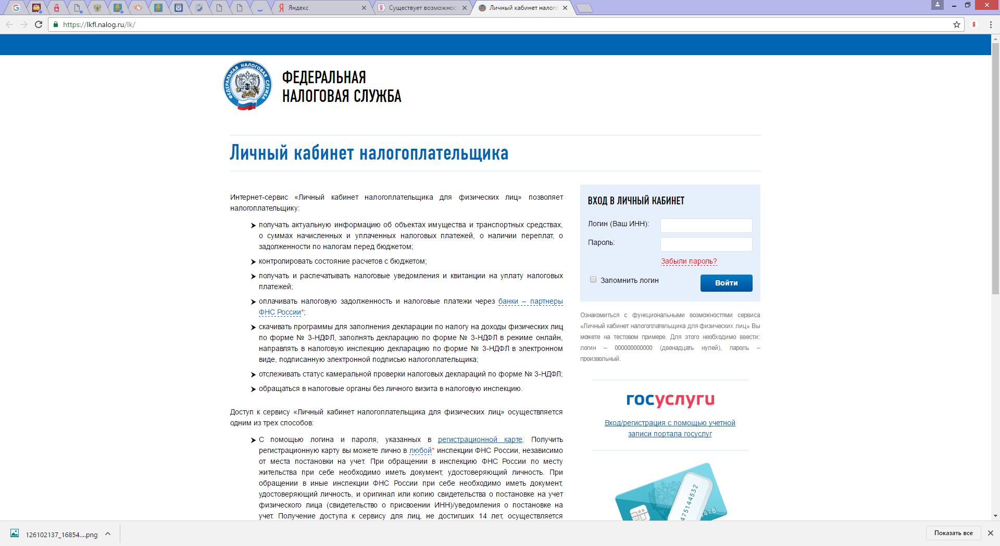 Яндекс
Существует возможнос
Личный кабинет налогс
https://lkfl.nalog.ru/lk/
ФЕДЕРАЛЬНАЯ НАЛОГОВАЯ СЛУЖБА
ФЕДЕРАЛЬНАЯ
НАЛОГОВАЯ СЛУЖБА
Личный кабинет налогоплательщика
Интернет-сервис «Личный кабинет налогоплательщика для физических лиц» позволяет
налогоплательщику:
получать актуальную информацию об объектах имущества и транспортных средствах,
о суммах начисленных и уплаченных налоговых платежей, о наличии переплат, о
задолженности по налогам перед бюджетом;
контролировать состояние расчетов с бюджетом;
получать и распечатывать налоговые уведомления и квитанции на уплату налоговых
платежей;
оплачивать налоговую задолженность и налоговые платежи через банки – партнеры
ФНС России*;
скачивать программы для заполнения декларации по налогу на доходы физических лиц
по форме № 3-НДФЛ, заполнять декларацию по форме № 3-НДФЛ в режиме онлайн,
направлять в налоговую инспекцию декларацию по форме № 3-НДФЛ в электронном
виде, подписанную электронной подписью налогоплательщика;
отслеживать статус камеральной проверки налоговых деклараций по форме № 3-НДФЛ;
обращаться в налоговые органы без личного визита в налоговую инспекцию.
Доступ к сервису «Личный кабинет налогоплательщика для физических лиц» осуществляется
одним из трех способов:
С помощью логина и пароля, указанных в регистрационной карте. Получить
регистрационную карту вы можете лично в любой* инспекции ФНС России, независимо
от места постановки на учет. При обращении в инспекцию ФНС России по месту
жительства при себе необходимо иметь документ, удостоверяющий личность. При
обращении в иные инспекции ФНС России при себе необходимо иметь документ,
удостоверяющий личность, и оригинал или копию свидетельства о постановке на учет
физического лица (свидетельство о присвоении ИНН)/уведомления о постановке на
учет. Получение доступа к сервису для лиц, не достигших 14 лет, осуществляется
ВХОД В ЛИЧНЫЙ КАБИНЕТ
Логин (Ваш ИНН):
Пароль:
Забыли пароль?
Запомнить логин
Войти
Ознакомиться с функциональными возможностями сервиса
«Личный кабинет налогоплательщика для физических лиц» Вы
можете на тестовом примере. Для этого необходимо ввести:
логин – 000000000000 (двенадцать нулей), пароль –
произвольный.
госуслуги
Вход/регистрация с помощью учетной
записи портала госуслуг
475144532
1478
126102137_16854....png
Показать все